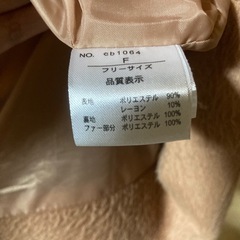 NO. 681064
F
フリーサイズ
品質表示
表地 ポリエステル 90%
レーヨン 10%
裏地 ポリエステル 100%
ファー部分 ポリエステル 100%